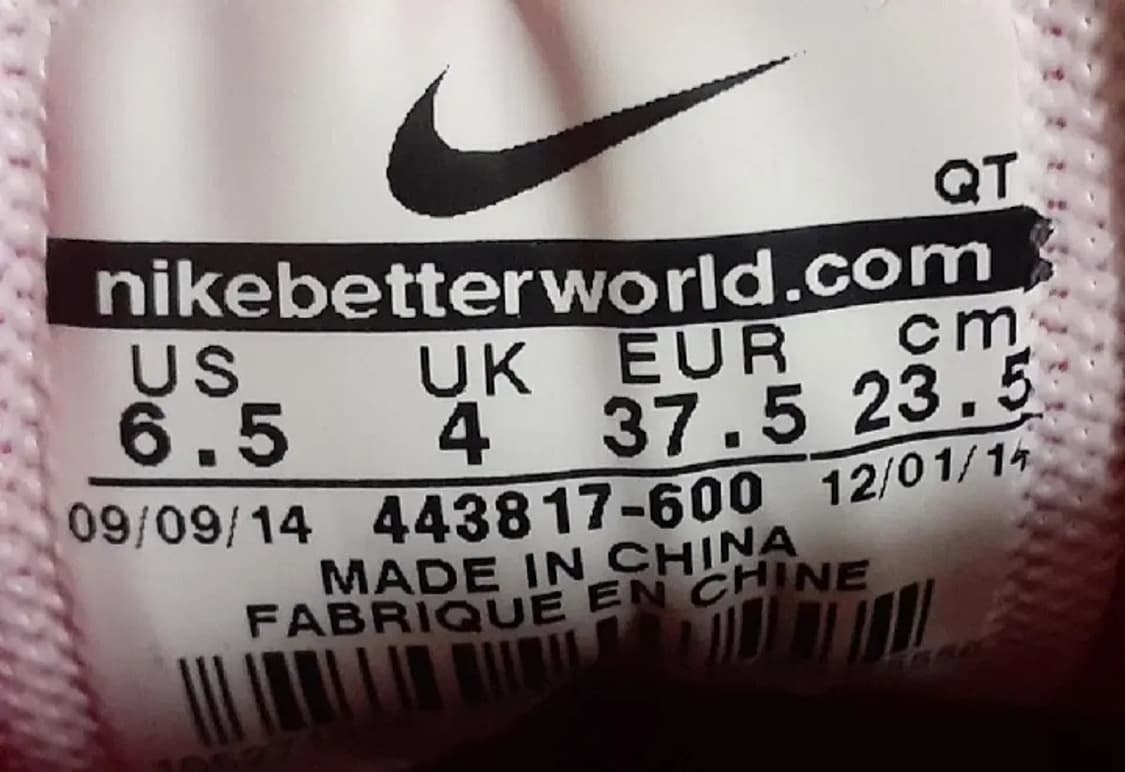 QT
nikebetterworld.com
US UK EUR cm
6.5 4 37.5 23.5
09/09/14 443817-600 12/01/14
MADE IN CHINA
FABRIQUE EN CHINE